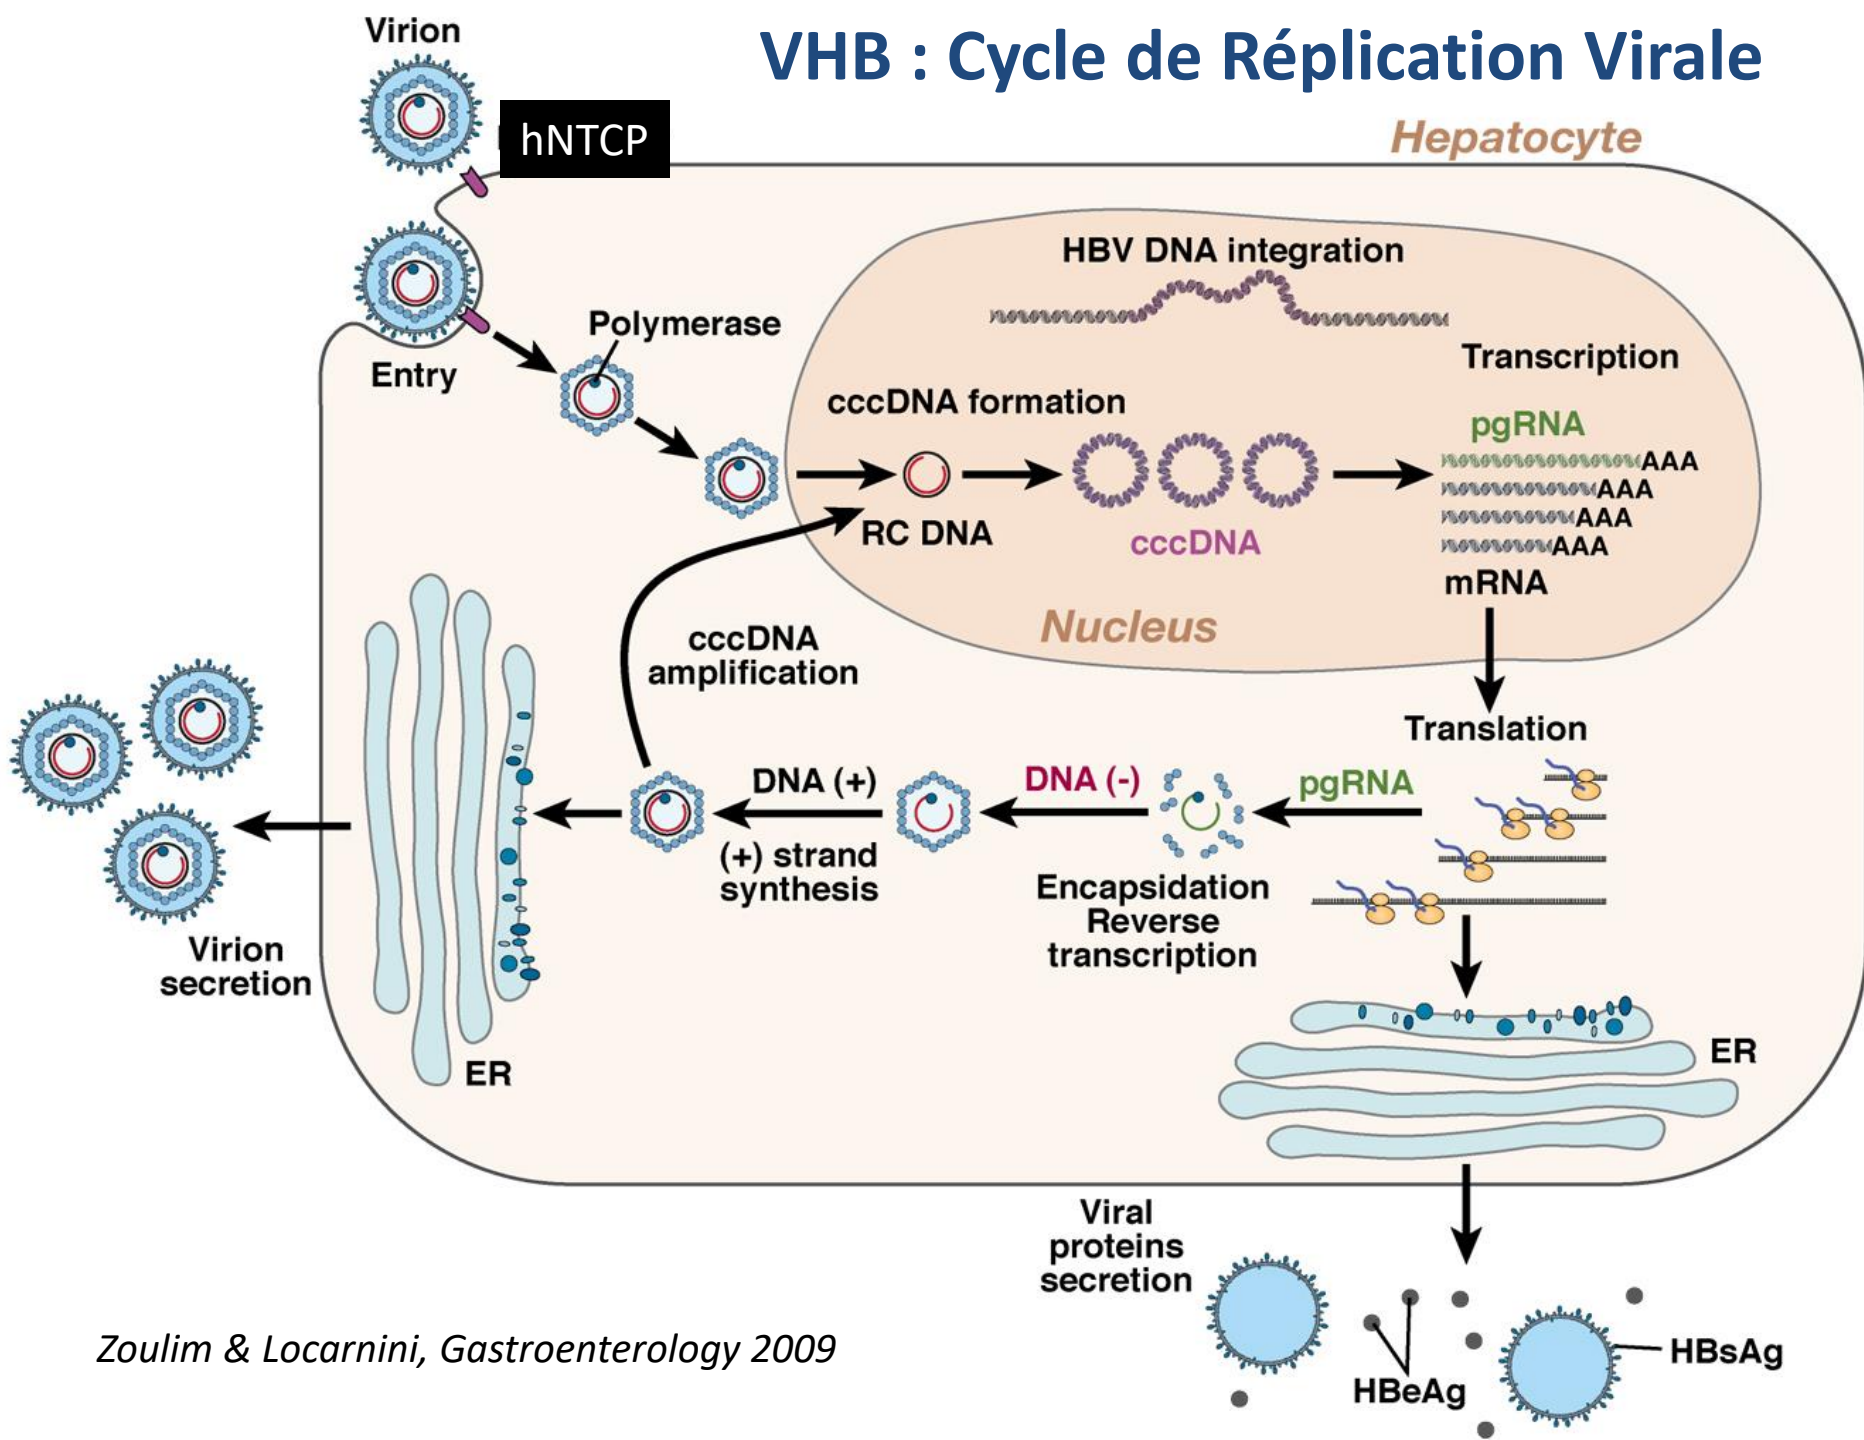 Virion
VHB : Cycle de Réplication Virale
hNTCP
Hepatocyte
HBV DNA integration
Polymerase
Entry
Transcription
cccDNA formation
pgRNA
AAA
AAA
AAA
AAA
RC DNA
cccDNA
mRNA
Nucleus
cccDNA
amplification
Translation
DNA (+)
DNA (-)
pgRNA
(+) strand
synthesis
Encapsidation
Reverse
transcription
Virion
secretion
ER
ER
Viral
proteins
secretion
HBeAg
HBsAg
Zoulim & Locarnini, Gastroenterology 2009